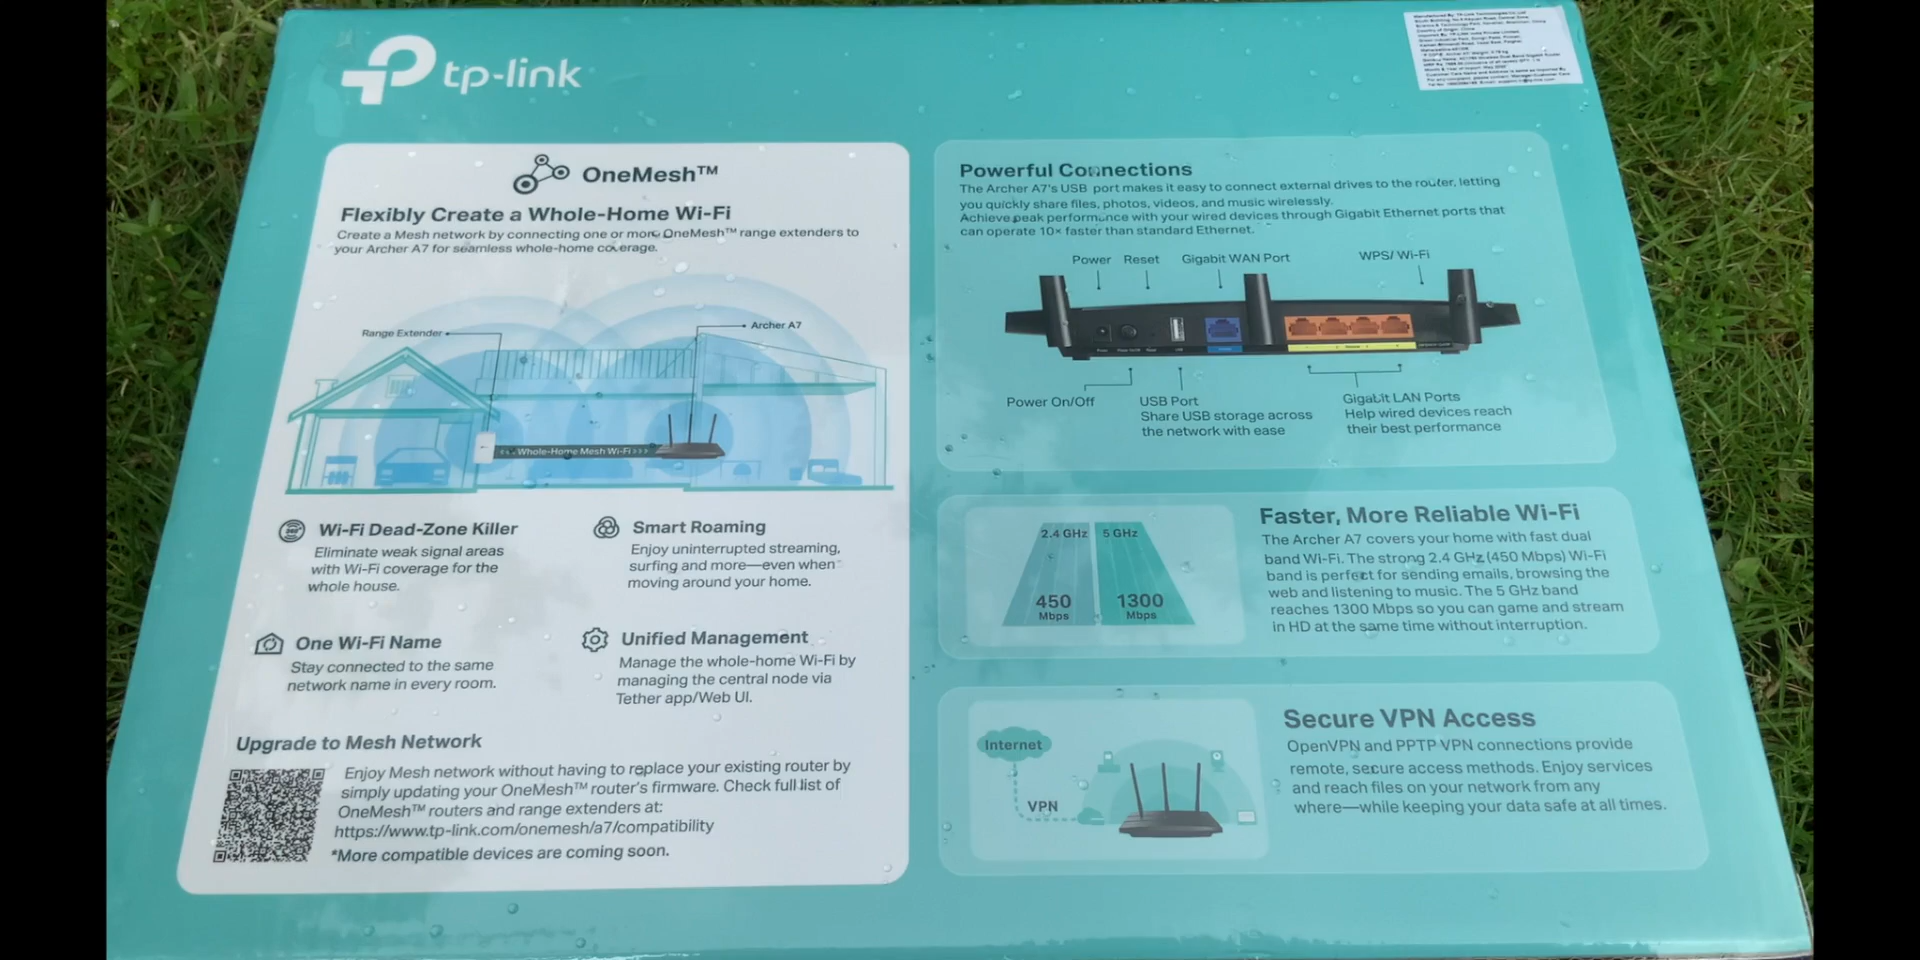 tp-link
OneMesh™
Flexibly Create a Whole-Home Wi-Fi
Create a Mesh network by connecting one or more OneMesh™ range extenders to
your Archer A7 for seamless whole-home coverage.
Range Extender
Archer A7
Whole-Home Mesh Wi-Fi
Wi-Fi Dead-Zone Killer
Eliminate weak signal areas
with Wi-Fi coverage for the
whole house.
Smart Roaming
Enjoy uninterrupted streaming,
surfing and more—even when
moving around your home.
One Wi-Fi Name
Stay connected to the same
network name in every room.
Unified Management
Manage the whole-home Wi-Fi by
managing the central node via
Tether app/Web UI.
Upgrade to Mesh Network
Enjoy Mesh network without having to replace your existing router by
simply updating your OneMesh™ router's firmware. Check full list of
OneMesh™ routers and range extenders at:
https://www.tp-link.com/onemesh/a7/compatibility
*More compatible devices are coming soon.
Powerful Connections
The Archer A7's USB port makes it easy to connect external drives to the router, letting
you quickly share files, photos, videos, and music wirelessly.
Achieve peak performance with your wired devices through Gigabit Ethernet ports that
can operate 10× faster than standard Ethernet.
Power
Reset
Gigabit WAN Port
WPS/ Wi-Fi
Power On/Off
USB Port
Share USB storage across
the network with ease
Gigabit LAN Ports
Help wired devices reach
their best performance
2.4 GHz
5 GHz
450
Mbps
1300
Mbps
Faster, More Reliable Wi-Fi
The Archer A7 covers your home with fast dual
band Wi-Fi. The strong 2.4 GHz (450 Mbps) Wi-Fi
band is perfect for sending emails, browsing the
web and listening to music. The 5 GHz band
reaches 1300 Mbps so you can game and stream
in HD at the same time without interruption.
Internet
VPN
Secure VPN Access
OpenVPN and PPTP VPN connections provide
remote, secure access methods. Enjoy services
and reach files on your network from any
where—while keeping your data safe at all times.